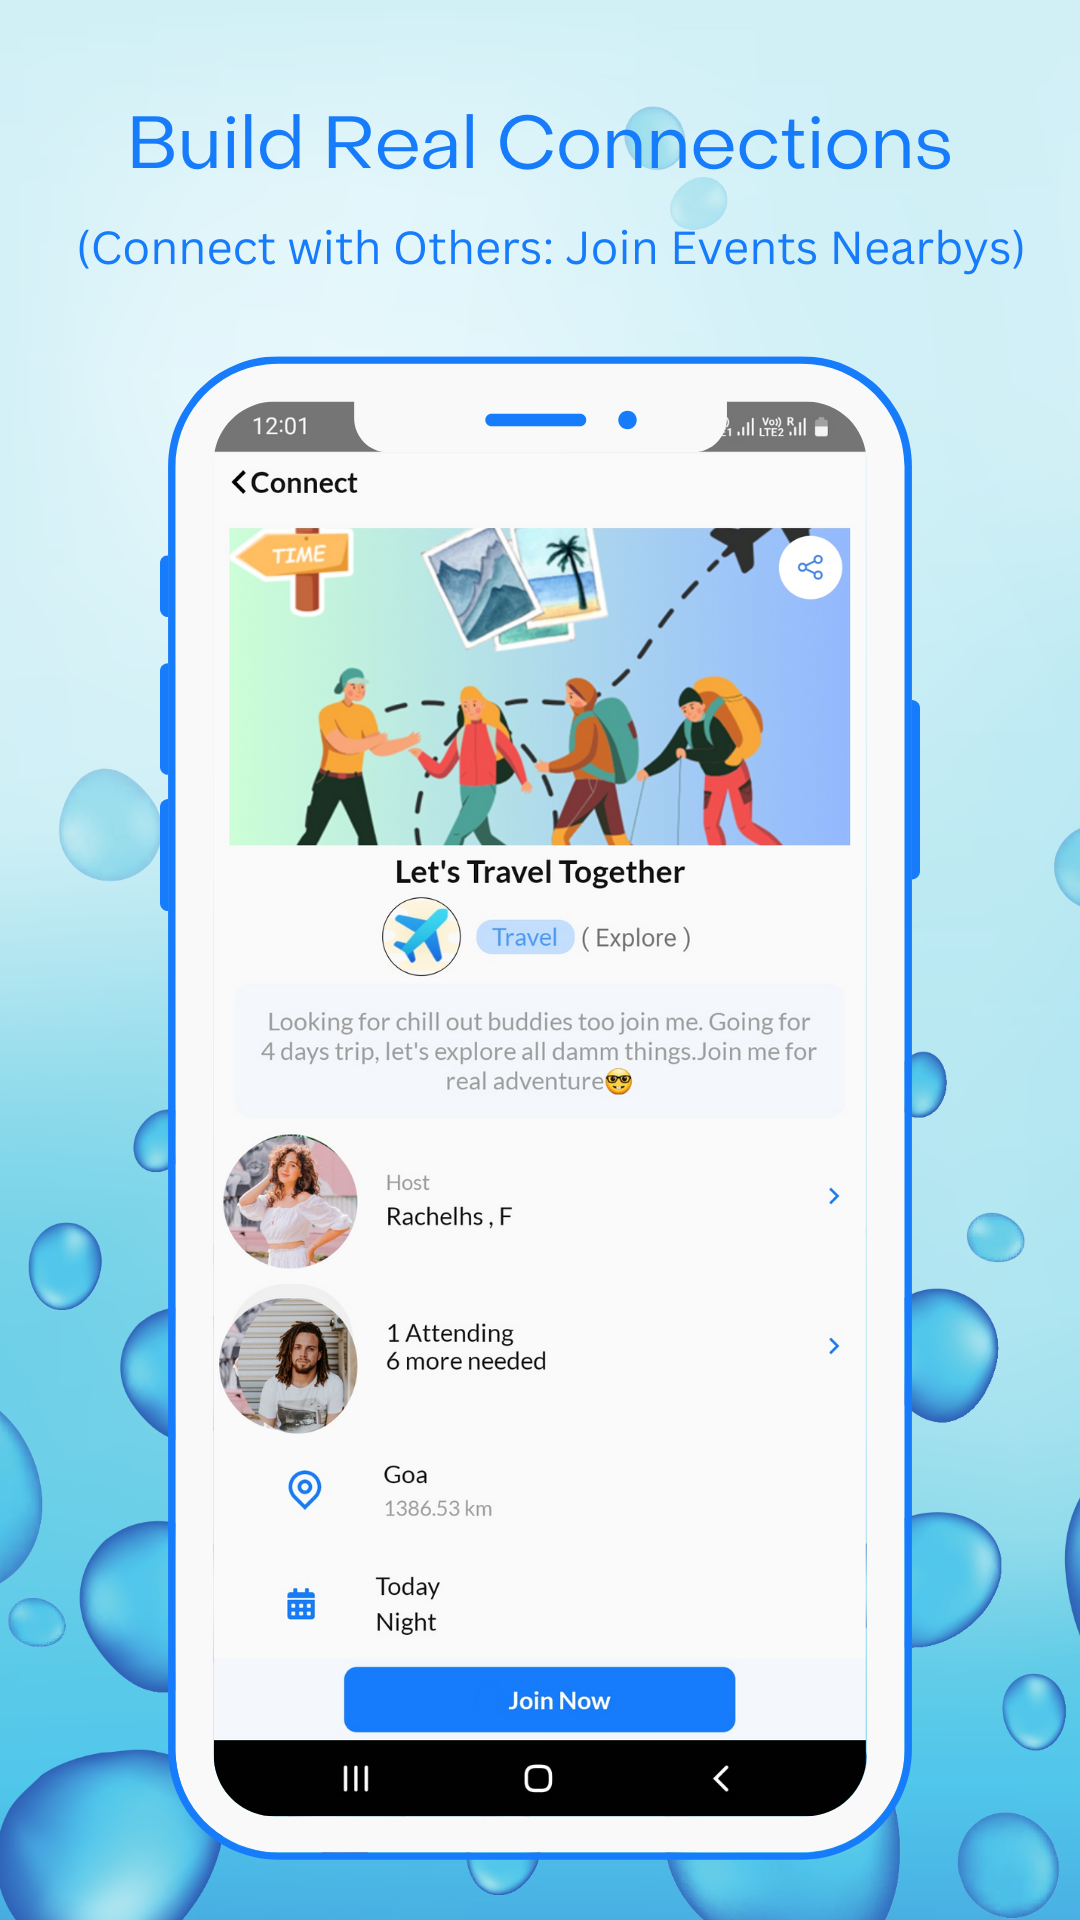 Build Real Connections
(Connect with Others: Join Events Nearbys)
12:01
Vo)) R
LTE2
Connect
TIME
Let's Travel Together
Travel ( Explore )
Looking for chill out buddies too join me. Going for
4 days trip, let's explore all damm things.Join me for
real adventure🤓
Host
Rachelhs , F
1 Attending
6 more needed
Goa
1386.53 km
Today
Night
Join Now